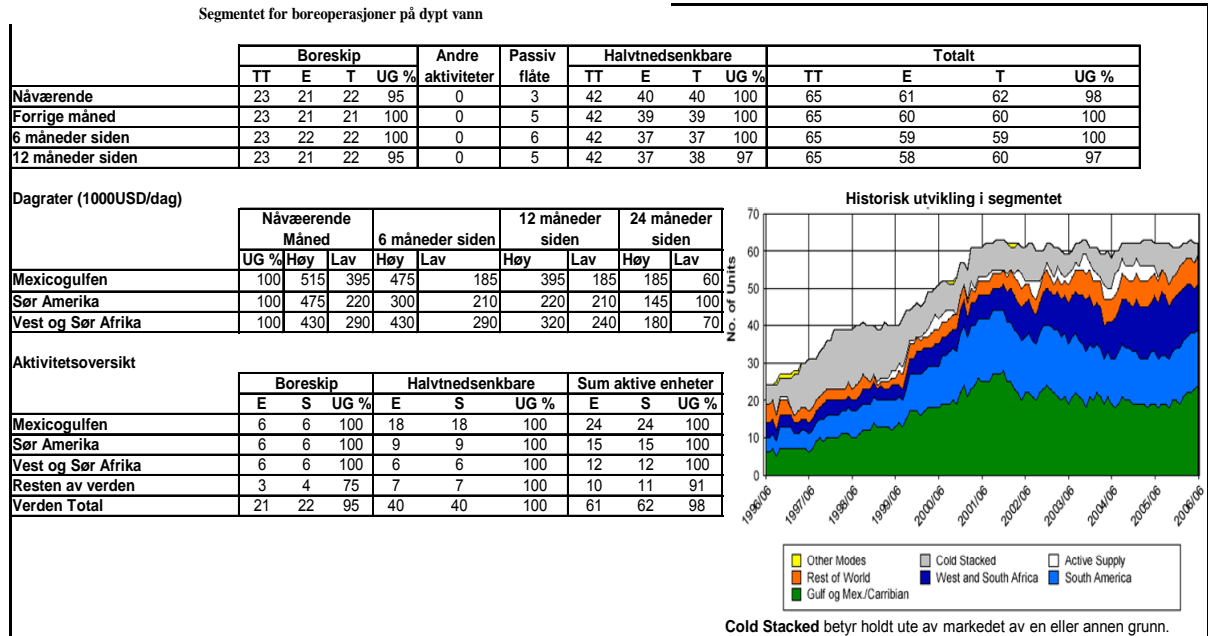 Segmentet for boreoperasjoner på dypt vann
Boreskip Andre Passiv Halvtnedsenkbare Totalt
TT E T UG % aktiviteter flåte TT E T UG % TT E T UG %
Nåværende 23 21 22 95 0 3 42 40 40 100 65 61 62 98
Forrige måned 23 21 21 100 0 5 42 39 39 100 65 60 60 100
6 måneder siden 23 22 22 100 0 6 42 37 37 100 65 59 59 100
12 måneder siden 23 21 22 95 0 5 42 37 38 97 65 58 60 97
Dagrater (1000USD/dag)
Nåvæerende 12 måneder 24 måneder
Måned 6 måneder siden siden siden
UG % Høy Lav Høy Lav Høy Lav Høy Lav
Mexicogulfen 100 515 395 475 185 395 185 185 60
Sør Amerika 100 475 220 300 210 220 210 145 100
Vest og Sør Afrika 100 430 290 430 290 320 240 180 70
Aktivitetsoversikt
Boreskip Halvtnedsenkbare Sum aktive enheter
E S UG % E S UG % E S UG %
Mexicogulfen 6 6 100 18 18 100 24 24 100
Sør Amerika 6 6 100 9 9 100 15 15 100
Vest og Sør Afrika 6 6 100 6 6 100 12 12 100
Resten av verden 3 4 75 7 7 100 10 11 91
Verden Total 21 22 95 40 40 100 61 62 98
Historisk utvikling i segmentet
No. of Units
70
60
50
40
30
20
10
0
1996/06 1997/06 1998/06 1999/06 2000/06 2001/06 2002/06 2003/06 2004/06 2005/06 2006/06
Other Modes Cold Stacked Active Supply
Rest of World West and South Africa South America
Gulf og Mex./Carribian
Cold Stacked betyr holdt ute av markedet av en eller annen grunn.